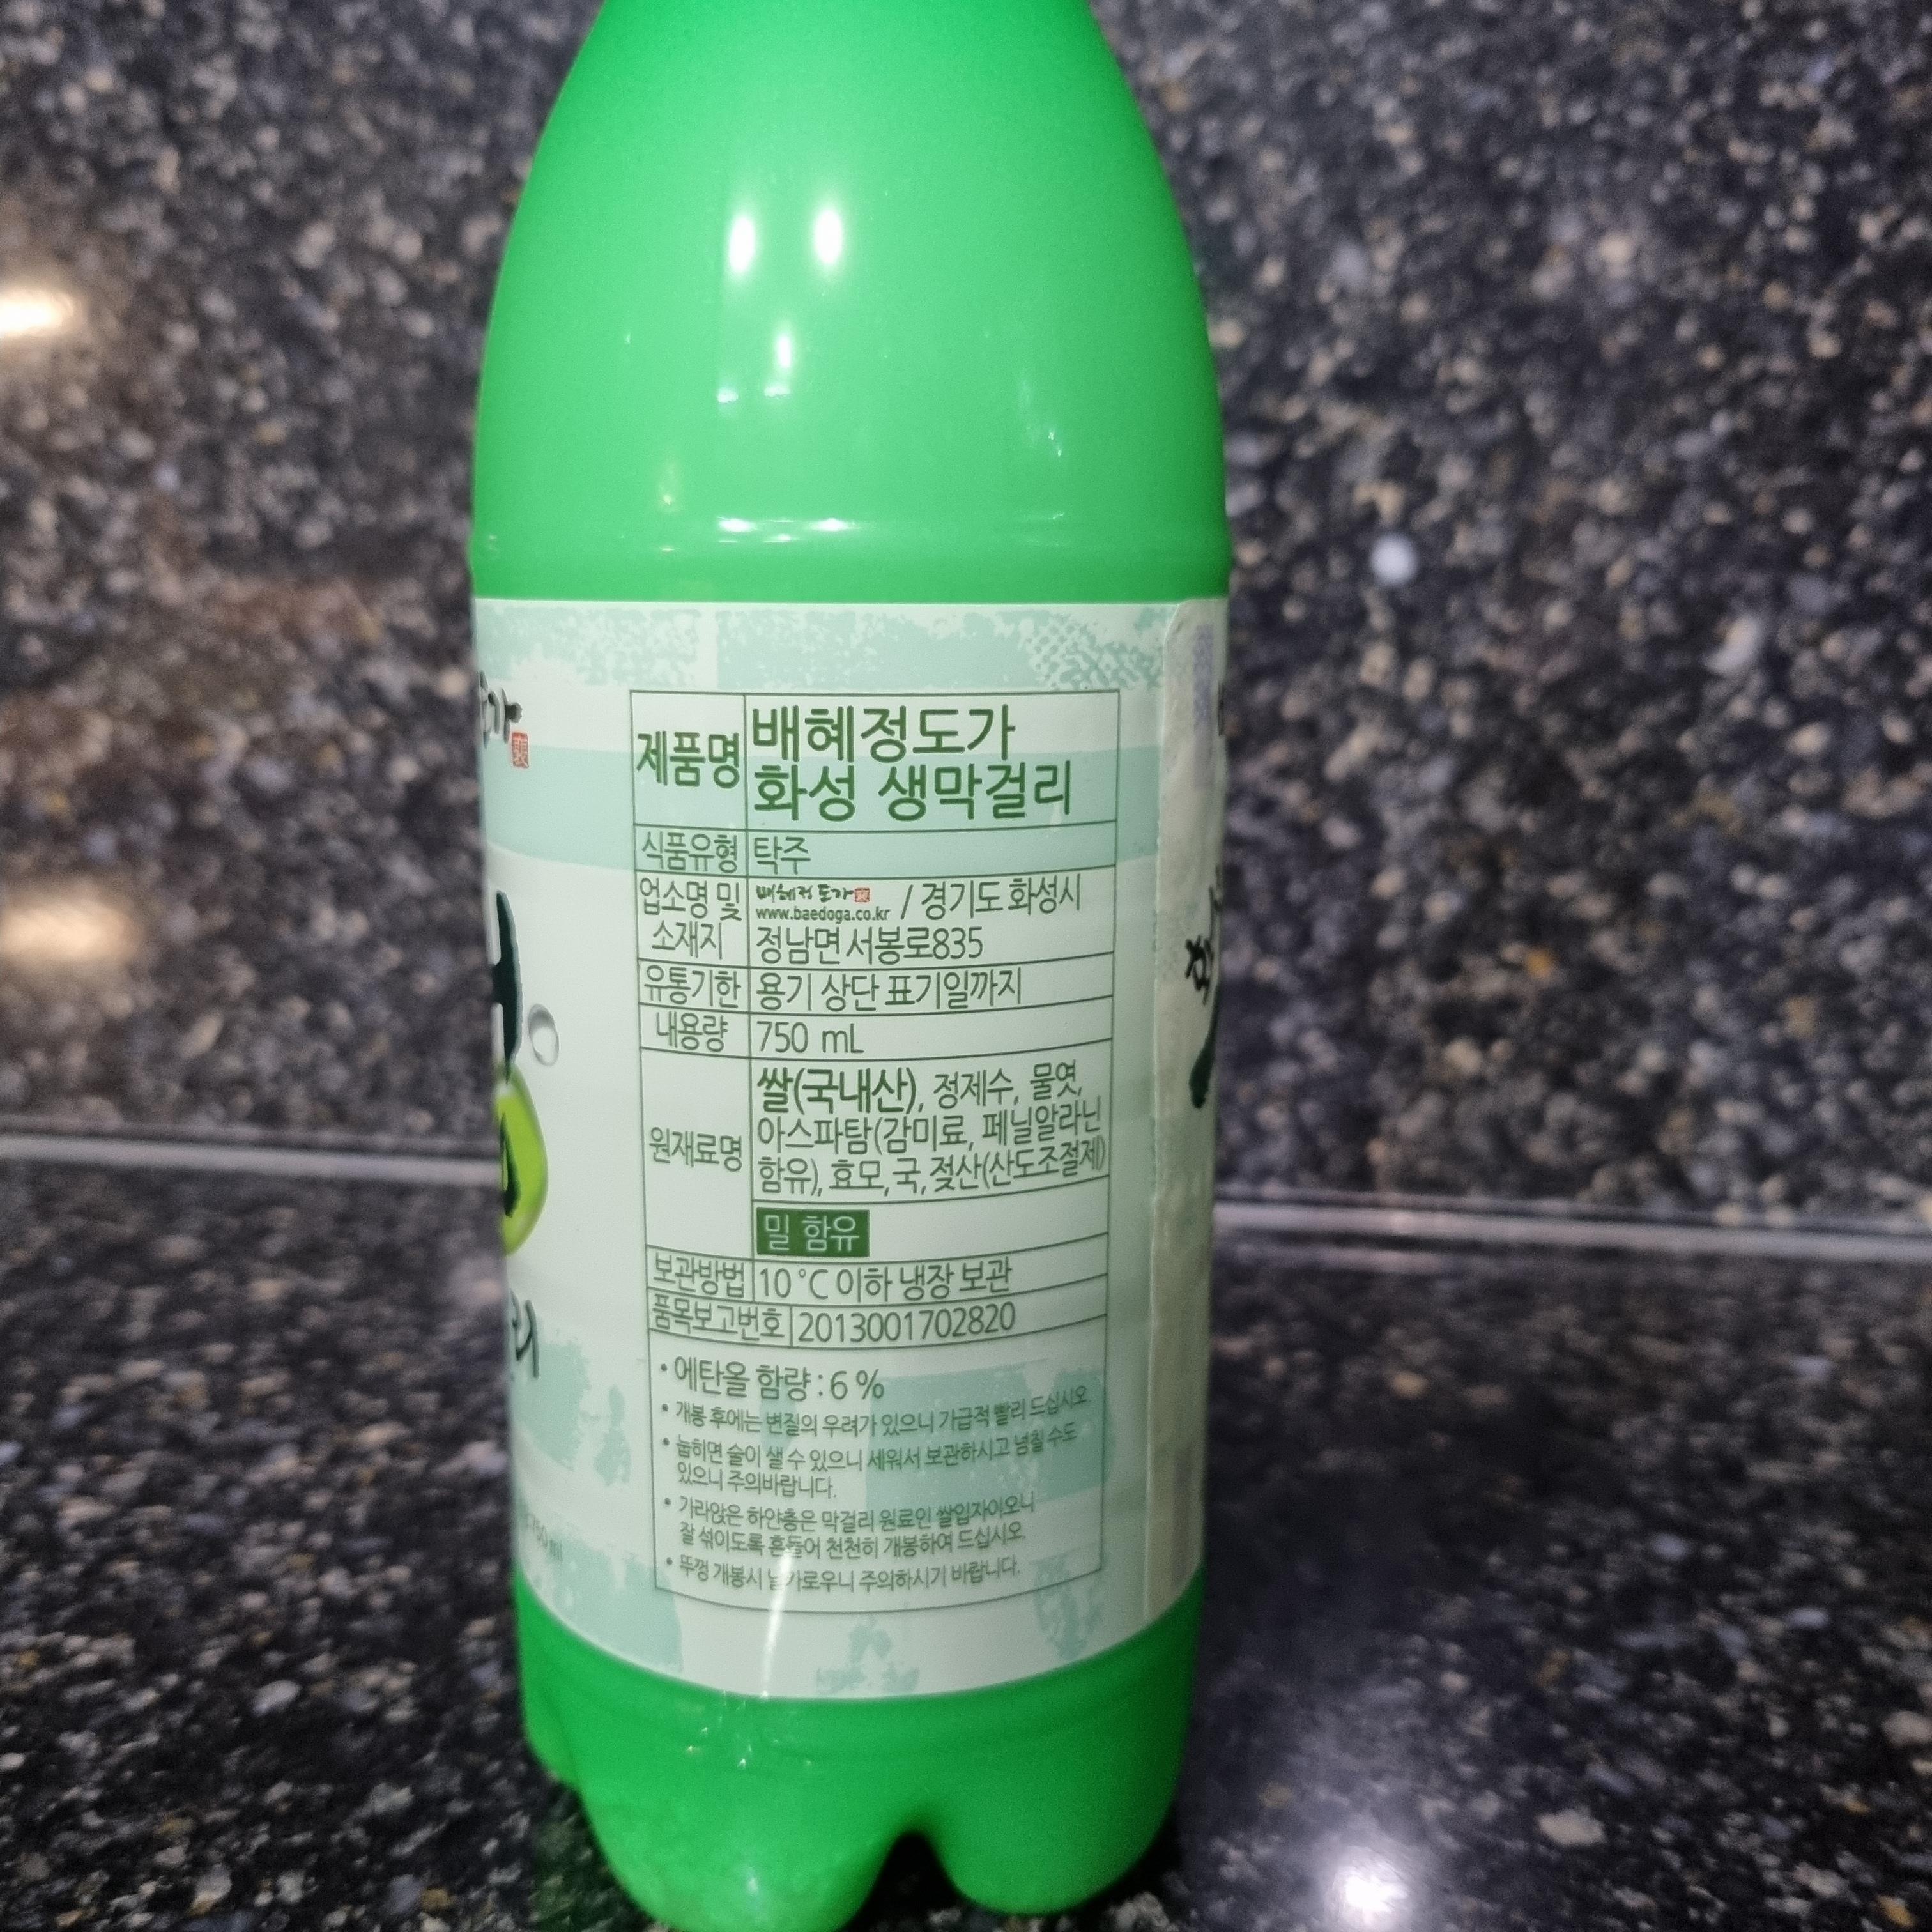 제품명
배혜정도가
화성 생막걸리
식품유형 탁주
업소명 및 배혜정도가 / 경기도 화성시
www.baedoga.co.kr
소재지 정남면 서봉로835
유통기한 용기 상단 표기일까지
내용량 750 mL
쌀(국내산), 정제수, 물엿,
아스파탐(감미료, 페닐알라닌
원재료명
함유), 효모, 국, 젖산(산도조절제)
밀 함유
보관방법 10 °C 이하 냉장 보관
품목보고번호 2013001702820
• 에탄올 함량 : 6 %
• 개봉 후에는 변질의 우려가 있으니 가급적 빨리 드십시오
• 눕히면 술이 샐 수 있으니 세워서 보관하시고 넘칠 수도
있으니 주의바랍니다.
• 가라앉은 하얀층은 막걸리 원료인 쌀입자이오니
잘 섞이도록 흔들어 천천히 개봉하여 드십시오.
• 뚜껑 개봉시 날카로우니 주의하시기 바랍니다.
750 ml